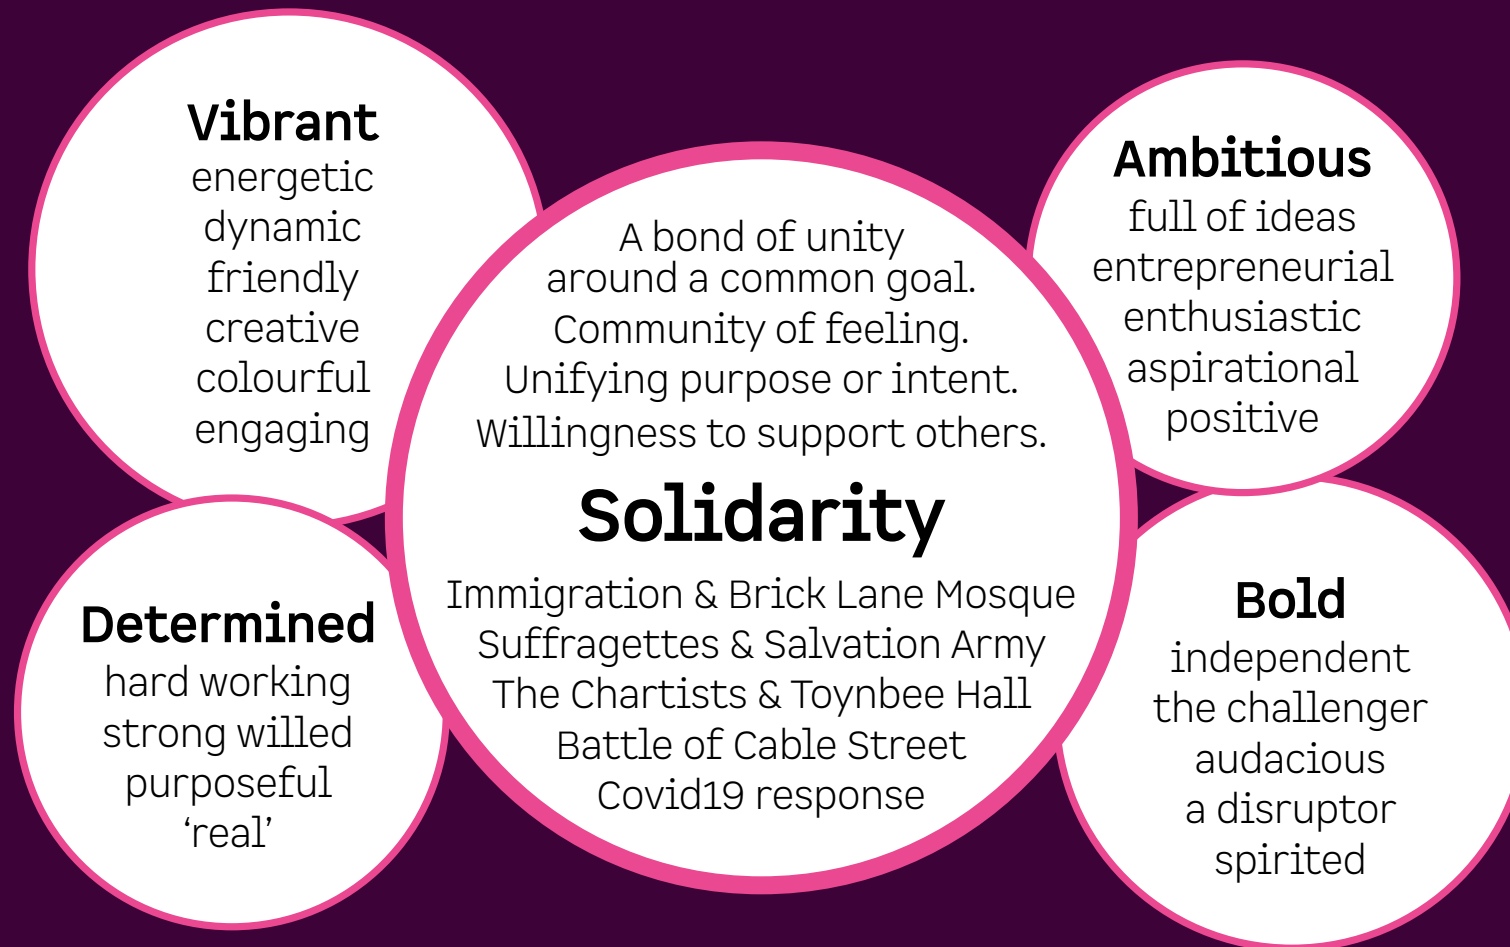 Vibrant
energetic
dynamic
friendly
creative
colourful
engaging
Determined
hard working
strong willed
purposeful
‘real’
A bond of unity
around a common goal.
Community of feeling.
Unifying purpose or intent.
Willingness to support others.
Solidarity
Immigration & Brick Lane Mosque
Suffragettes & Salvation Army
The Chartists & Toynbee Hall
Battle of Cable Street
Covid19 response
Ambitious
full of ideas
entrepreneurial
enthusiastic
aspirational
positive
Bold
independent
the challenger
audacious
a disruptor
spirited